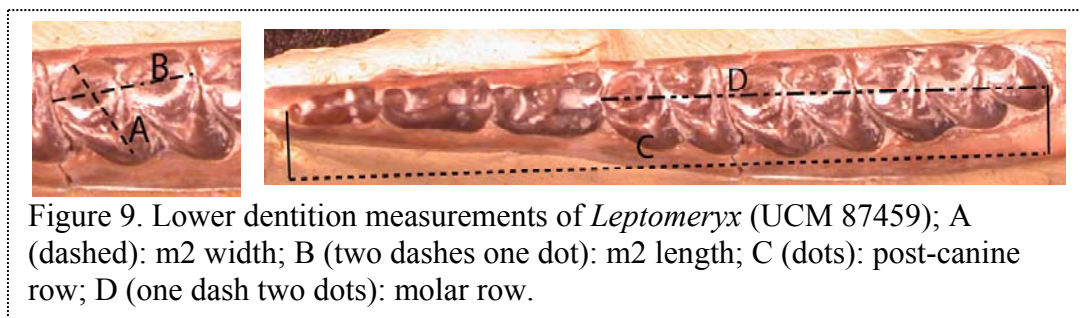 B
A
D
C
Figure 9. Lower dentition measurements of Leptomeryx (UCM 87459); A
(dashed): m2 width; B (two dashes one dot): m2 length; C (dots): post-canine
row; D (one dash two dots): molar row.